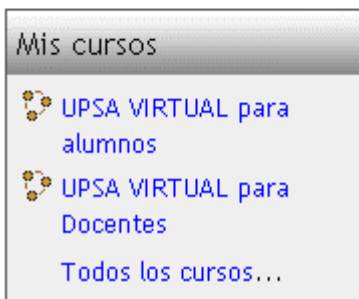 Mis cursos
UPSA VIRTUAL para
alumnos
UPSA VIRTUAL para
Docentes
Todos los cursos...